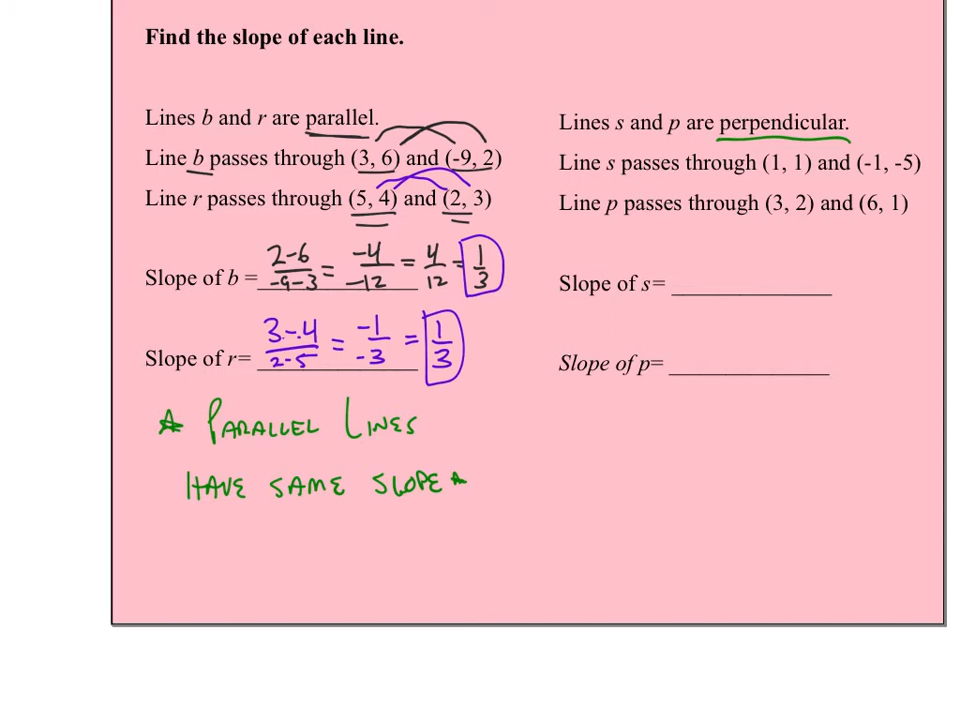 Find the slope of each line.
Lines b and r are parallel.
Line b passes through (3, 6) and (-9, 2)
Line r passes through (5, 4) and (2, 3)
Slope of b = 2-6/-9-3 = -4/-12 = 4/12 = 1/3
Slope of r= 3-4/2-5 = -1/-3 = 1/3
PARALLEL LINES
HAVE SAME SLOPE
Lines s and p are perpendicular.
Line s passes through (1, 1) and (-1, -5)
Line p passes through (3, 2) and (6, 1)
Slope of s= ______________
Slope of p= ______________